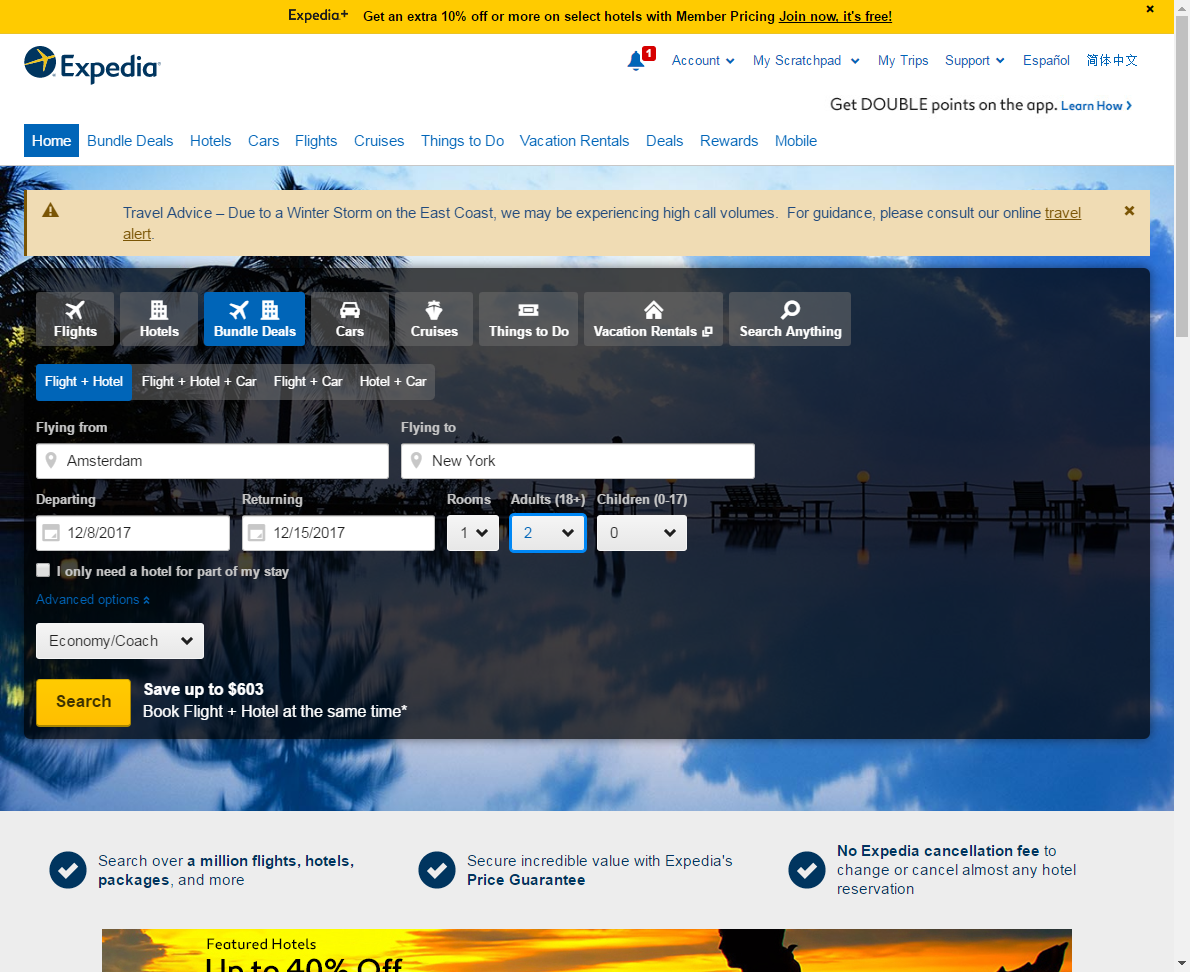 Expedia+ Get an extra 10% off or more on select hotels with Member Pricing Join now, it's free!
Expedia
1 Account My Scratchpad My Trips Support Español 简体中文
Get DOUBLE points on the app. Learn How
Home Bundle Deals Hotels Cars Flights Cruises Things to Do Vacation Rentals Deals Rewards Mobile
Travel Advice – Due to a Winter Storm on the East Coast, we may be experiencing high call volumes. For guidance, please consult our online travel
alert.
Flights Hotels Bundle Deals Cars Cruises Things to Do Vacation Rentals Search Anything
Flight + Hotel Flight + Hotel + Car Flight + Car Hotel + Car
Flying from Flying to
Amsterdam New York
Departing Returning Rooms Adults (18+) Children (0-17)
12/8/2017 12/15/2017 1 2 0
I only need a hotel for part of my stay
Advanced options
Economy/Coach
Search
Save up to $603
Book Flight + Hotel at the same time*
Search over a million flights, hotels,
packages, and more
Secure incredible value with Expedia's
Price Guarantee
No Expedia cancellation fee to
change or cancel almost any hotel
reservation
Featured Hotels
Up to 40% Off